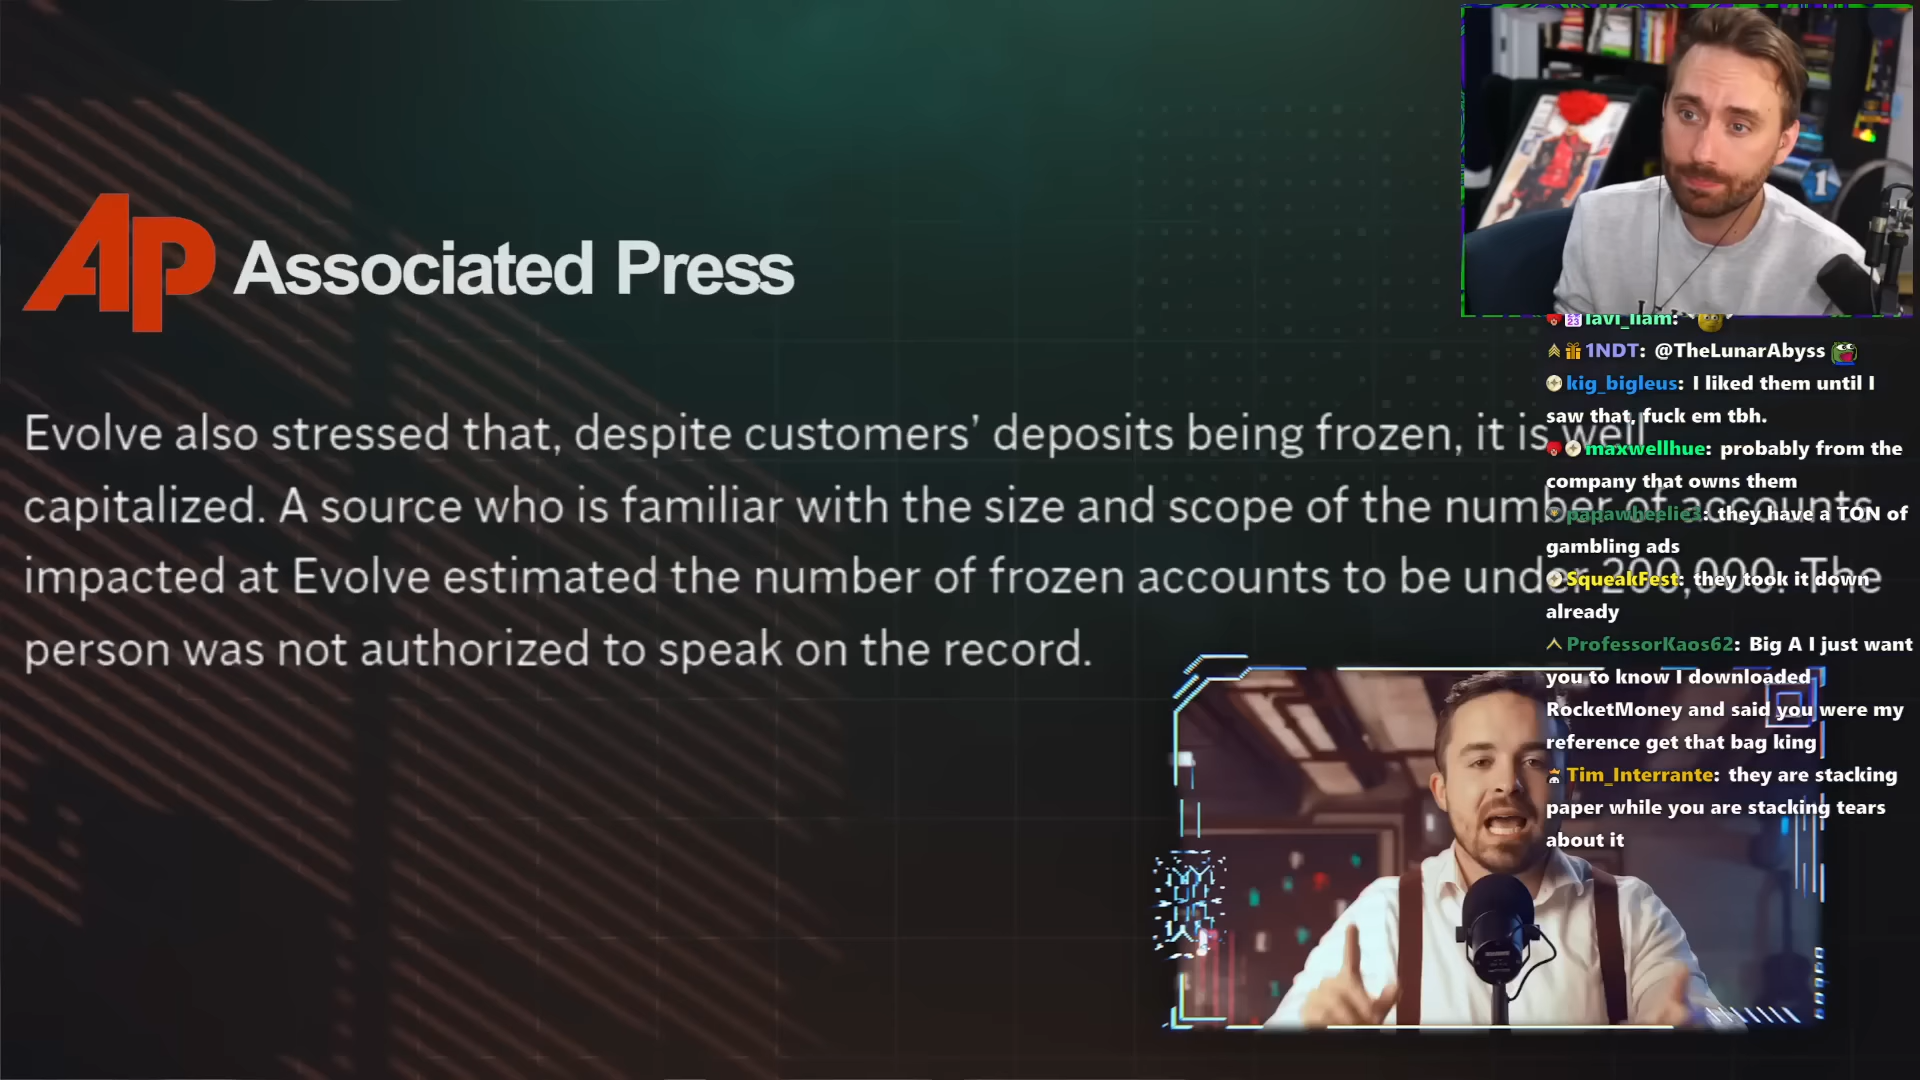 AP Associated Press
Evolve also stressed that, despite customers’ deposits being frozen, it is well
capitalized. A source who is familiar with the size and scope of the number of accounts
impacted at Evolve estimated the number of frozen accounts to be under 200,000. The
person was not authorized to speak on the record.
1
lavi_liam:
1NDT: @TheLunarAbyss
kig_bigleus: I liked them until I
saw that, fuck em tbh.
maxwellhue: probably from the
company that owns them
papawheelie3: they have a TON of
gambling ads
SqueakFest: they took it down
already
ProfessorKaos62: Big A I just want
you to know I downloaded
RocketMoney and said you were my
reference get that bag king
Tim_Interrante: they are stacking
paper while you are stacking tears
about it